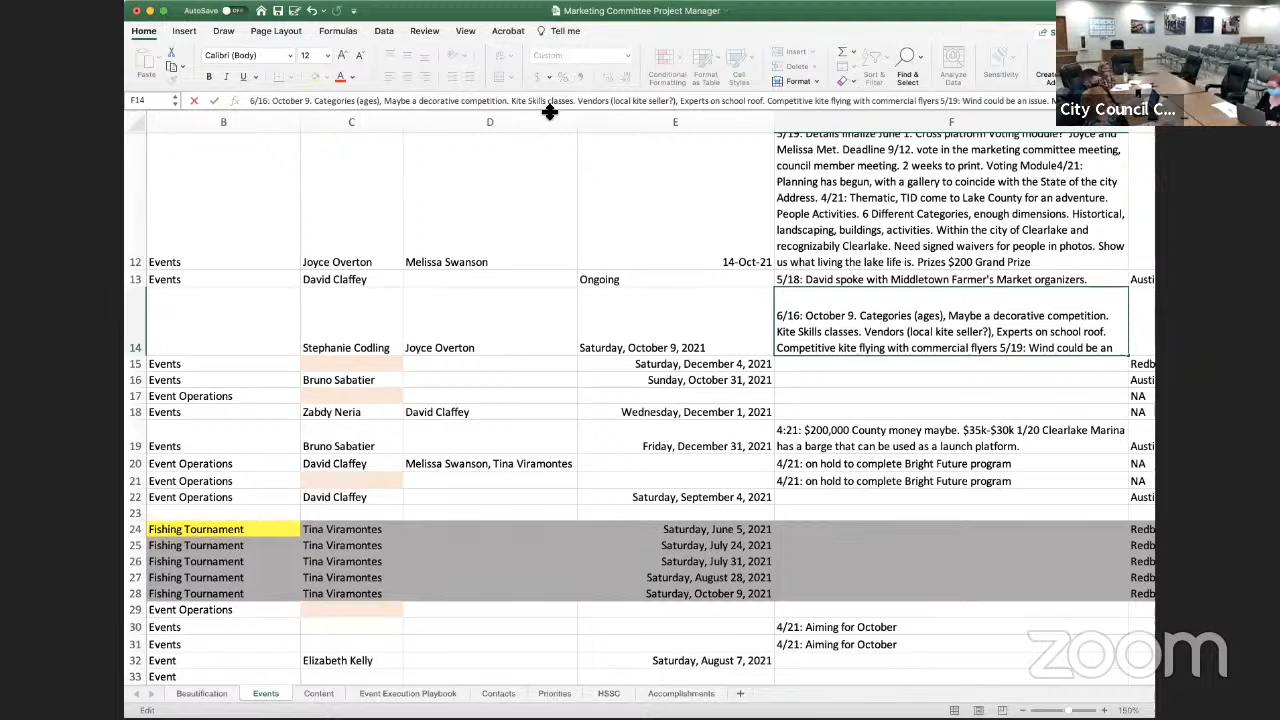 AutoSave OFF
Marketing Committee Project Manager
Home Insert Draw Page Layout Formulas Data Review View Acrobat Tell me
Paste
Calibri (Body) 12
B I U
Custom
Conditional Formatting
Format as Table
Cell Styles
Insert
Delete
Format
Sort & Filter
Find & Select
Analyze Data
Sensitivity
City Council C...
F14 fx 6/16: October 9. Categories (ages), Maybe a decorative competition. Kite Skills classes. Vendors (local kite seller?), Experts on school roof. Competitive kite flying with commercial flyers 5/19: Wind could be an issue.
B C D E F
5/19: Details finalize June 1. Cross platform voting module? Joyce and
Melissa Met. Deadline 9/12. vote in the marketing committee meeting,
council member meeting. 2 weeks to print. Voting Module4/21:
Planning has begun, with a gallery to coincide with the State of the city
Address. 4/21: Thematic, TID come to Lake County for an adventure.
People Activities. 6 Different Categories, enough dimensions. Histortical,
landscaping, buildings, activities. Within the city of Clearlake and
recognizabily Clearlake. Need signed waivers for people in photos. Show
12 Events Joyce Overton Melissa Swanson 14-Oct-21 us what living the lake life is. Prizes $200 Grand Prize
13 Events David Claffey Ongoing 5/18: David spoke with Middletown Farmer's Market organizers. Austi
6/16: October 9. Categories (ages), Maybe a decorative competition.
Kite Skills classes. Vendors (local kite seller?), Experts on school roof.
14 Stephanie Codling Joyce Overton Saturday, October 9, 2021 Competitive kite flying with commercial flyers 5/19: Wind could be an
15 Events Saturday, December 4, 2021 Redb
16 Events Bruno Sabatier Sunday, October 31, 2021 Austi
17 Event Operations NA
18 Events Zabdy Neria David Claffey Wednesday, December 1, 2021 NA
4:21: $200,000 County money maybe. $35k-$30k 1/20 Clearlake Marina
19 Events Bruno Sabatier Friday, December 31, 2021 has a barge that can be used as a launch platform. Austi
20 Event Operations David Claffey Melissa Swanson, Tina Viramontes 4/21: on hold to complete Bright Future program NA
21 Event Operations 4/21: on hold to complete Bright Future program NA
22 Event Operations David Claffey Saturday, September 4, 2021 Austi
23
24 Fishing Tournament Tina Viramontes Saturday, June 5, 2021 Redb
25 Fishing Tournament Tina Viramontes Saturday, July 24, 2021 Redb
26 Fishing Tournament Tina Viramontes Saturday, July 31, 2021 Redb
27 Fishing Tournament Tina Viramontes Saturday, August 28, 2021 Redb
28 Fishing Tournament Tina Viramontes Saturday, October 9, 2021 Redb
29 Event Operations
30 Events 4/21: Aiming for October
31 Events 4/21: Aiming for October
32 Event Elizabeth Kelly Saturday, August 7, 2021
33 Event
zoom
Beautification Events Content Event Execution Playbook Contacts Priorities HSSC Accomplishments +
Edit 150%